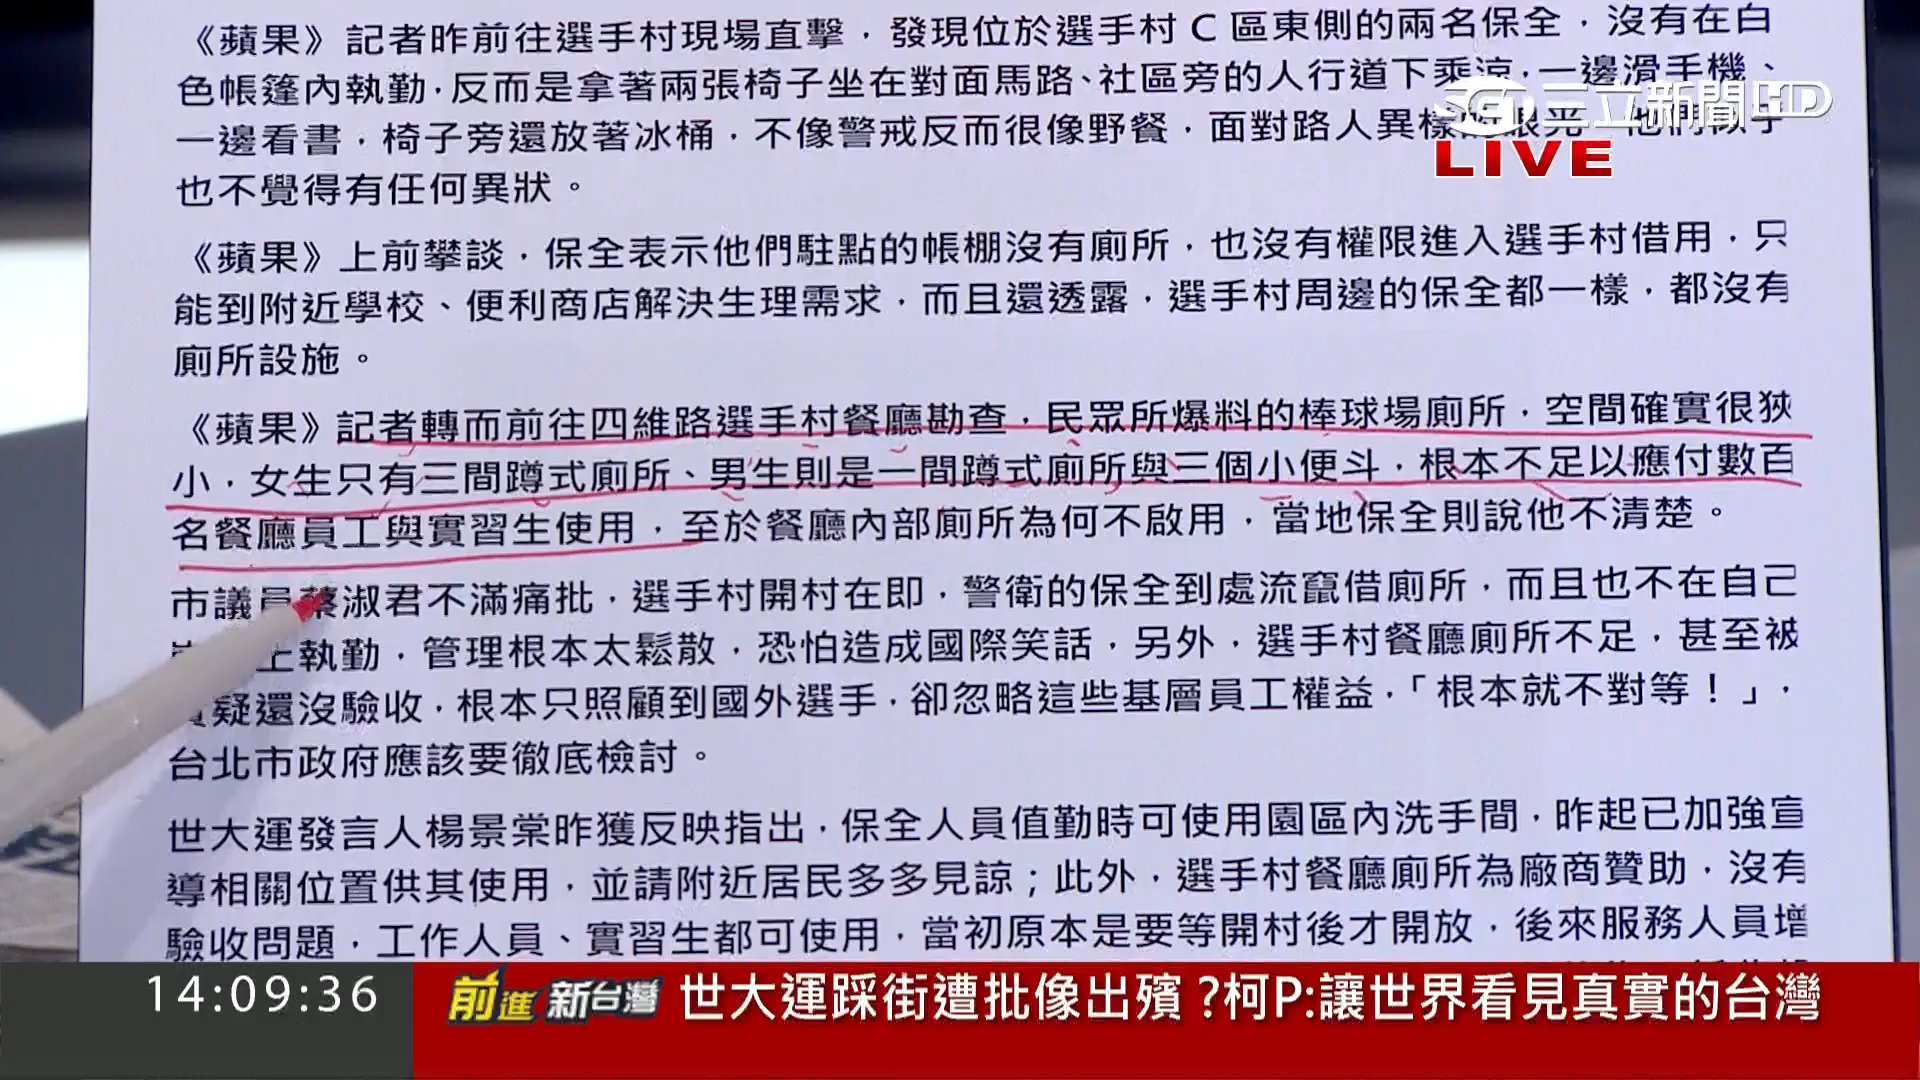 《蘋果》記者昨前往選手村現場直擊，發現位於選手村 C 區東側的兩名保全，沒有在白
色帳篷內執勤，反而是拿著兩張椅子坐在對面馬路、社區旁的人行道下乘涼，一邊滑手機、
一邊看書，椅子旁還放著冰桶，不像警戒反而很像野餐，面對路人異樣的眼光，他們似乎
也不覺得有任何異狀。
三立新聞HD
LIVE
《蘋果》上前攀談，保全表示他們駐點的帳棚沒有廁所，也沒有權限進入選手村借用，只
能到附近學校、便利商店解決生理需求，而且還透露，選手村周邊的保全都一樣，都沒有
廁所設施。
《蘋果》記者轉而前往四維路選手村餐廳勘查，民眾所爆料的棒球場廁所，空間確實很狹
小，女生只有三間蹲式廁所、男生則是一間蹲式廁所與三個小便斗，根本不足以應付數百
名餐廳員工與實習生使用，至於餐廳內部廁所為何不啟用，當地保全則說他不清楚。
市議員蔡淑君不滿痛批，選手村開村在即，警衛的保全到處流竄借廁所，而且也不在自己
上執勤，管理根本太鬆散，恐怕造成國際笑話，另外，選手村餐廳廁所不足，甚至被
疑還沒驗收，根本只照顧到國外選手，卻忽略這些基層員工權益，「根本就不對等！」，
台北市政府應該要徹底檢討。
世大運發言人楊景棠昨獲反映指出，保全人員值勤時可使用園區內洗手間，昨起已加強宣
導相關位置供其使用，並請附近居民多多見諒；此外，選手村餐廳廁所為廠商贊助，沒有
驗收問題，工作人員、實習生都可使用，當初原本是要等開村後才開放，後來服務人員增
14:09:36
前進新台灣 世大運踩街遭批像出殯？柯P:讓世界看見真實的台灣